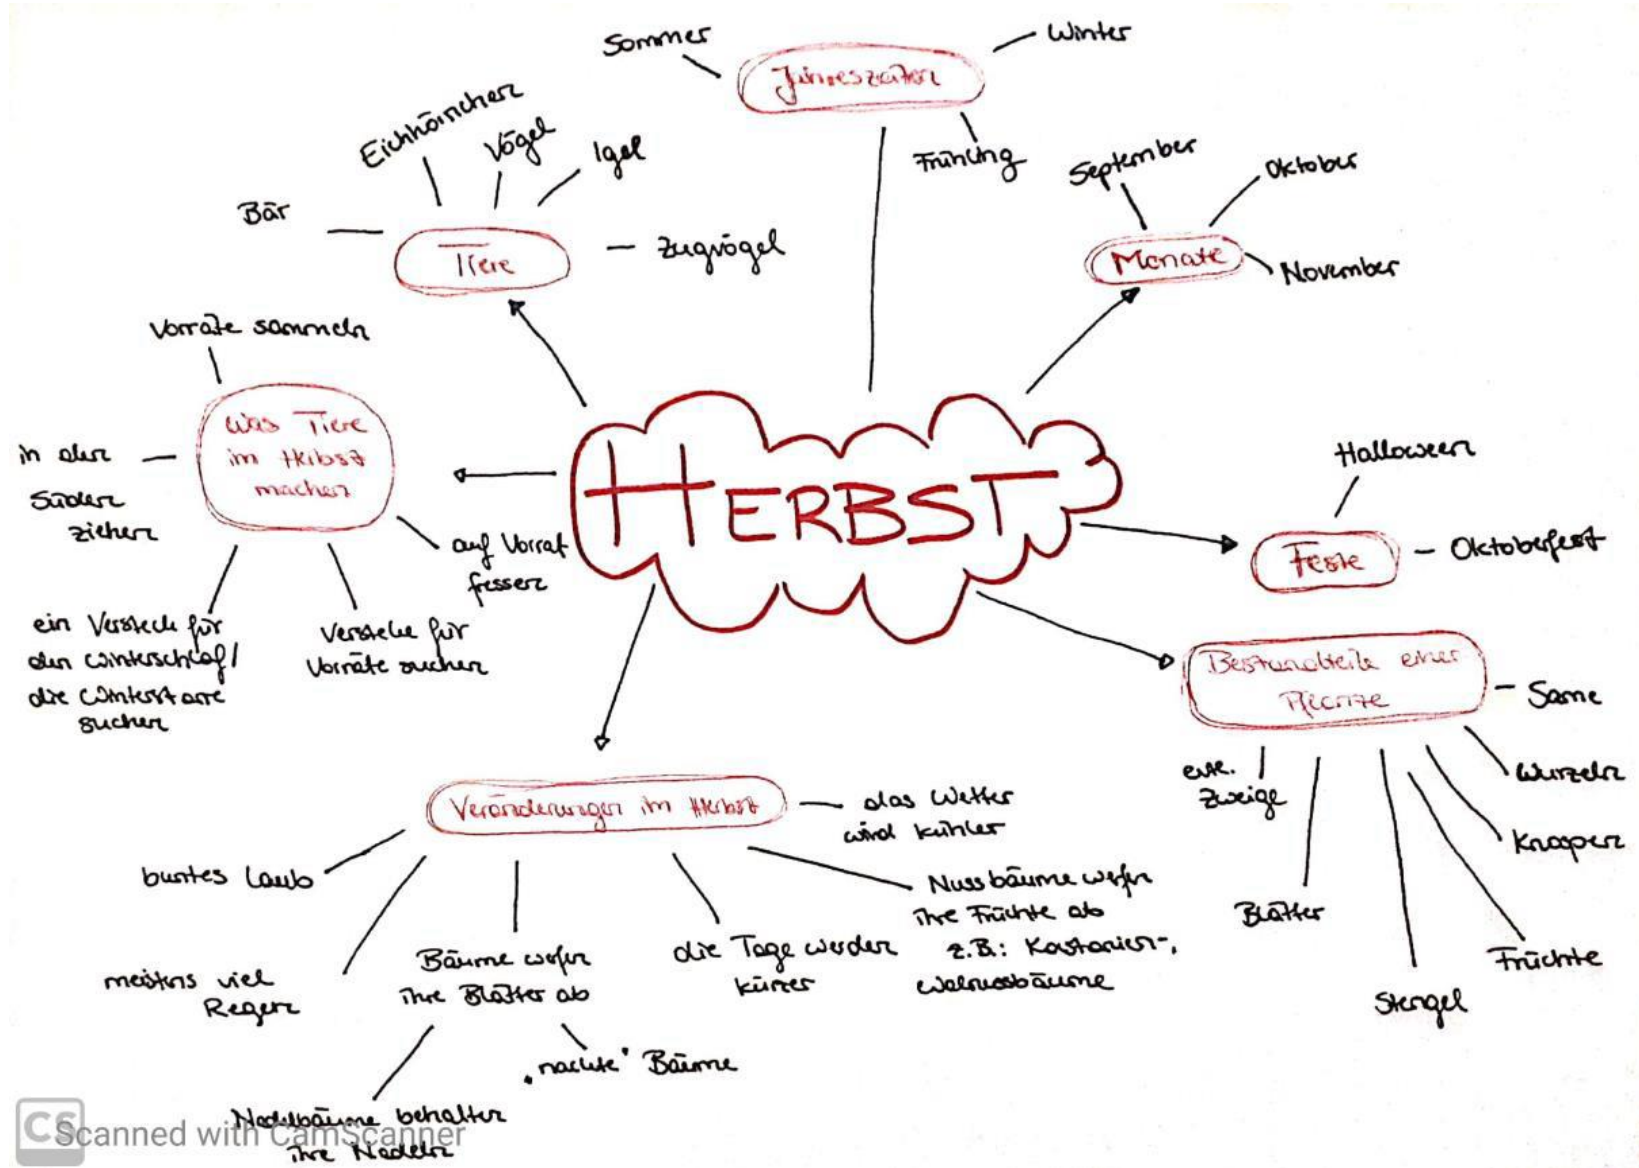 Sommer
Winter
Jahreszeiten
Frühling
Eichhörnchen
Vögel
Igel
Bär
Zugvögel
Tiere
September
Oktober
Monate
November
Vorräte sammeln
was Tiere
im Herbst
machen
in den
Süden
ziehen
auf Vorrat
fressen
ein Versteck für
den Winterschlaf/
die Winterstarre
suchen
Verstecke für
Vorräte suchen
HERBST
Halloween
Feste
Oktoberfest
Bestandteile einer
Pflanze
Same
Wurzeln
Knospen
Früchte
Stengel
Blätter
evt.
Zweige
Veränderungen im Herbst
das Wetter
wird kühler
buntes Laub
meistens viel
Regen
Bäume werfen
ihre Blätter ab
die Tage werden
kürzer
Nussbäume werfen
ihre Früchte ab
z.B.: Kastanien-,
Walnussbäume
„nackte" Bäume
Nadelbäume behalten
ihre Nadeln
CS
Scanned with CamScanner